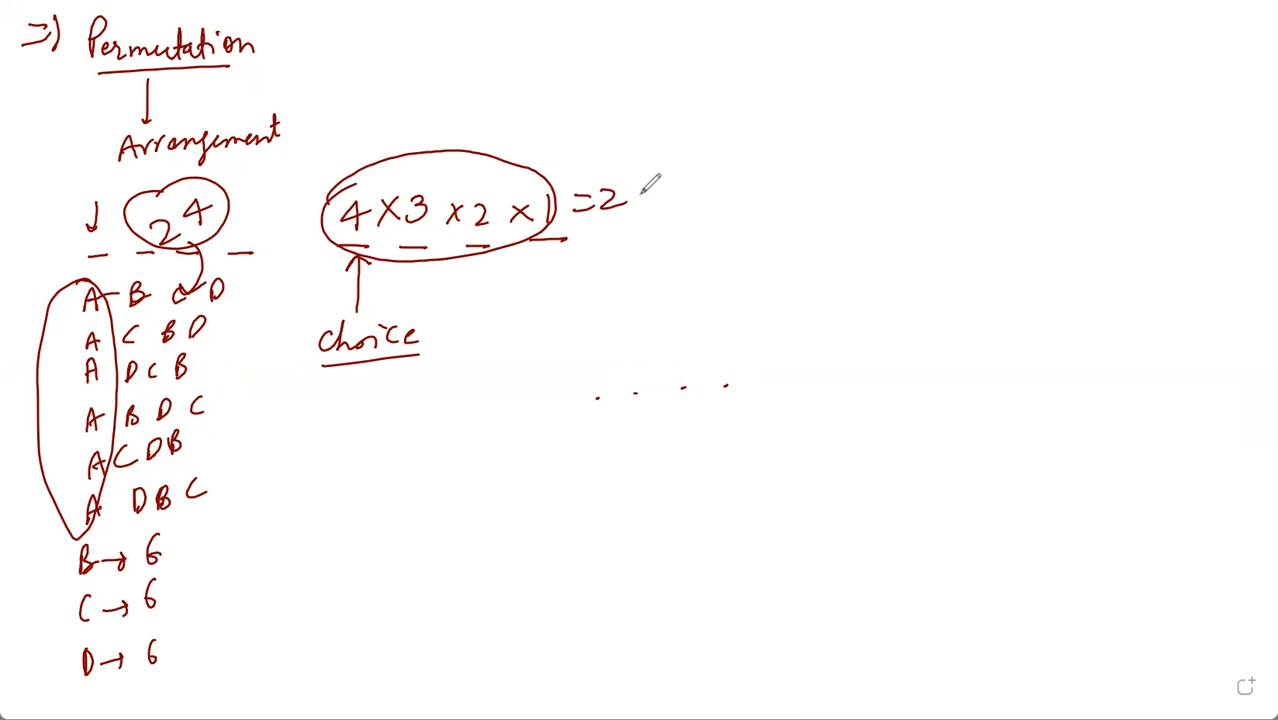 =) Permutation
Arrangement
24
4 × 3 × 2 × 1 = 2
A B C D
A C B D
Choice
A D C B
A B D C
A C D B
A D B C
B → 6
C → 6
D → 6